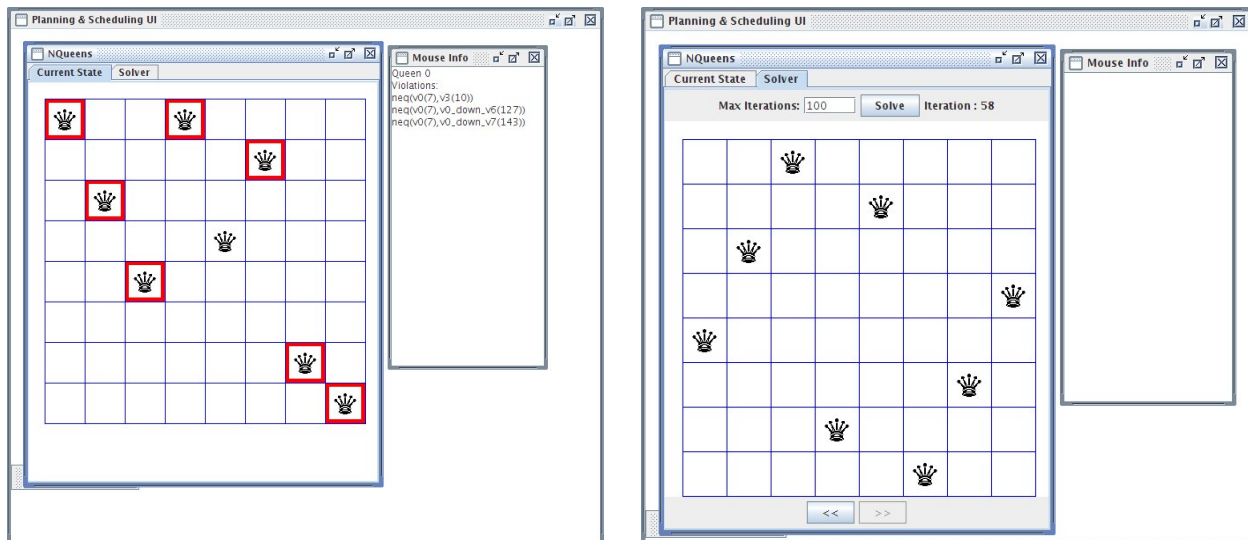 Planning & Scheduling UI
NQueens
Current State Solver
Mouse Info
Queen 0
Violations:
neq(v0(7),v3(10))
neq(v0(7),v0_down_v6(127))
neq(v0(7),v0_down_v7(143))
Planning & Scheduling UI
NQueens
Current State Solver
Max Iterations: 100 Solve Iteration : 58
<< >>
Mouse Info